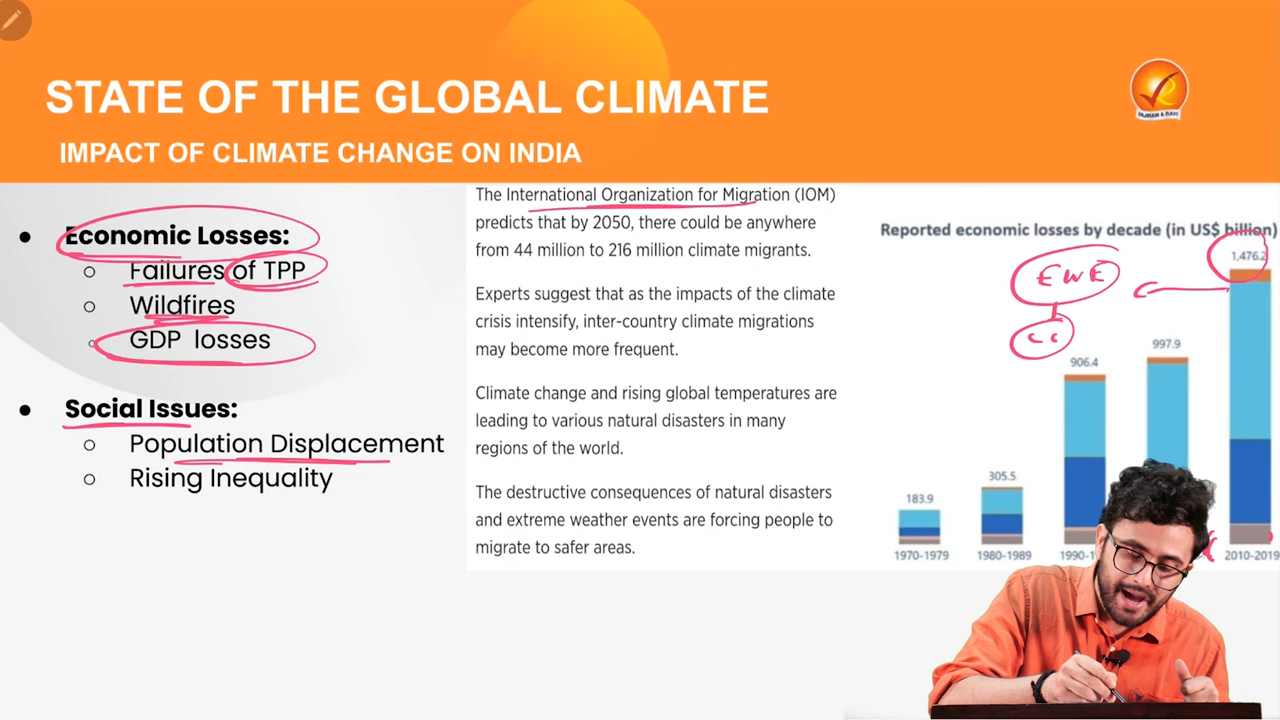 STATE OF THE GLOBAL CLIMATE
IMPACT OF CLIMATE CHANGE ON INDIA
VAJIRAM & RAVI
Economic Losses:
Failures of TPP
Wildfires
GDP losses
Social Issues:
Population Displacement
Rising Inequality
The International Organization for Migration (IOM)
predicts that by 2050, there could be anywhere
from 44 million to 216 million climate migrants.
Experts suggest that as the impacts of the climate
crisis intensify, inter-country climate migrations
may become more frequent.
Climate change and rising global temperatures are
leading to various natural disasters in many
regions of the world.
The destructive consequences of natural disasters
and extreme weather events are forcing people to
migrate to safer areas.
Reported economic losses by decade (in US$ billion)
1,476.2
EWE
CC
997.9
906.4
305.5
183.9
1970-1979
1980-1989
1990-1
2010-2019